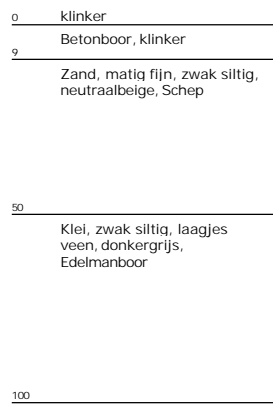 0 klinker
Betonboor, klinker
9
Zand, matig fijn, zwak siltig,
neutraalbeige, Schep
50
Klei, zwak siltig, laagjes
veen, donkergrijs,
Edelmanboor
100